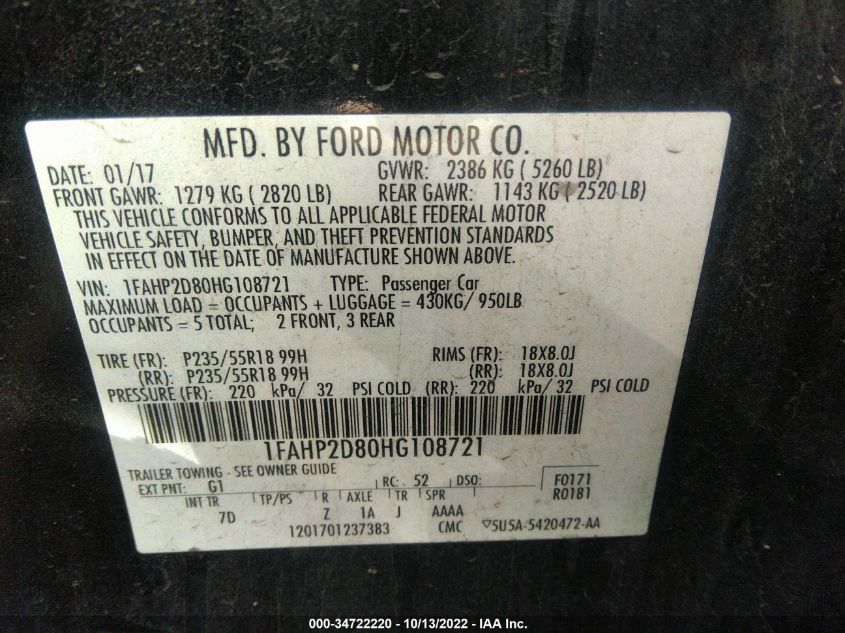 MFD. BY FORD MOTOR CO.
DATE: 01/17 GVWR: 2386 KG ( 5260 LB)
FRONT GAWR: 1279 KG ( 2820 LB) REAR GAWR: 1143 KG ( 2520 LB)
THIS VEHICLE CONFORMS TO ALL APPLICABLE FEDERAL MOTOR
VEHICLE SAFETY, BUMPER, AND THEFT PREVENTION STANDARDS
IN EFFECT ON THE DATE OF MANUFACTURE SHOWN ABOVE.
VIN: 1FAHP2D80HG108721 TYPE: Passenger Car
MAXIMUM LOAD = OCCUPANTS + LUGGAGE = 430KG/ 950LB
OCCUPANTS = 5 TOTAL; 2 FRONT, 3 REAR
TIRE (FR): P235/55R18 99H RIMS (FR): 18X8.0J
(RR): P235/55R18 99H (RR): 18X8.0J
PRESSURE (FR): 220 kPa/ 32 PSI COLD (RR): 220 kPa/ 32 PSI COLD
1FAHP2D80HG108721
TRAILER TOWING - SEE OWNER GUIDE
EXT PNT: G1 RC: 52 DSO: F0171
R0181
INT TR TP/PS R AXLE TR SPR
7D Z 1A J AAAA
1201701237383 CMC ▽5U5A-5420472-AA
000-34722220 - 10/13/2022 - IAA Inc.